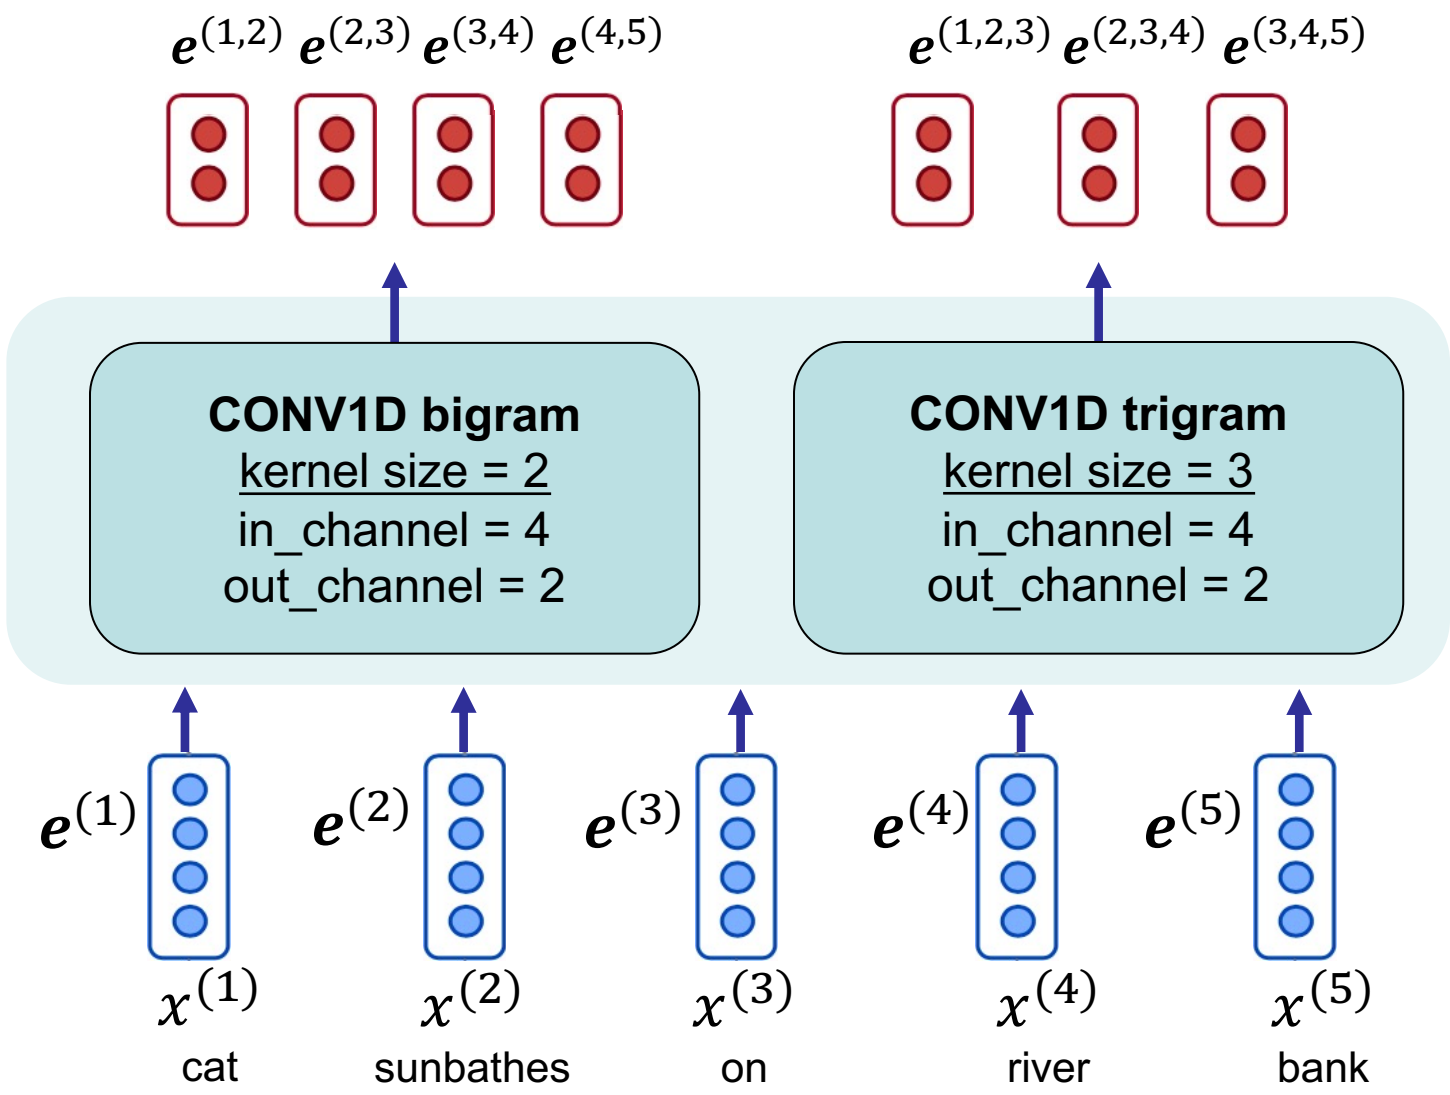 e^(1,2) e^(2,3) e^(3,4) e^(4,5) e^(1,2,3) e^(2,3,4) e^(3,4,5)
CONV1D bigram
kernel size = 2
in_channel = 4
out_channel = 2
CONV1D trigram
kernel size = 3
in_channel = 4
out_channel = 2
e^(1) e^(2) e^(3) e^(4) e^(5)
x^(1) x^(2) x^(3) x^(4) x^(5)
cat sunbathes on river bank